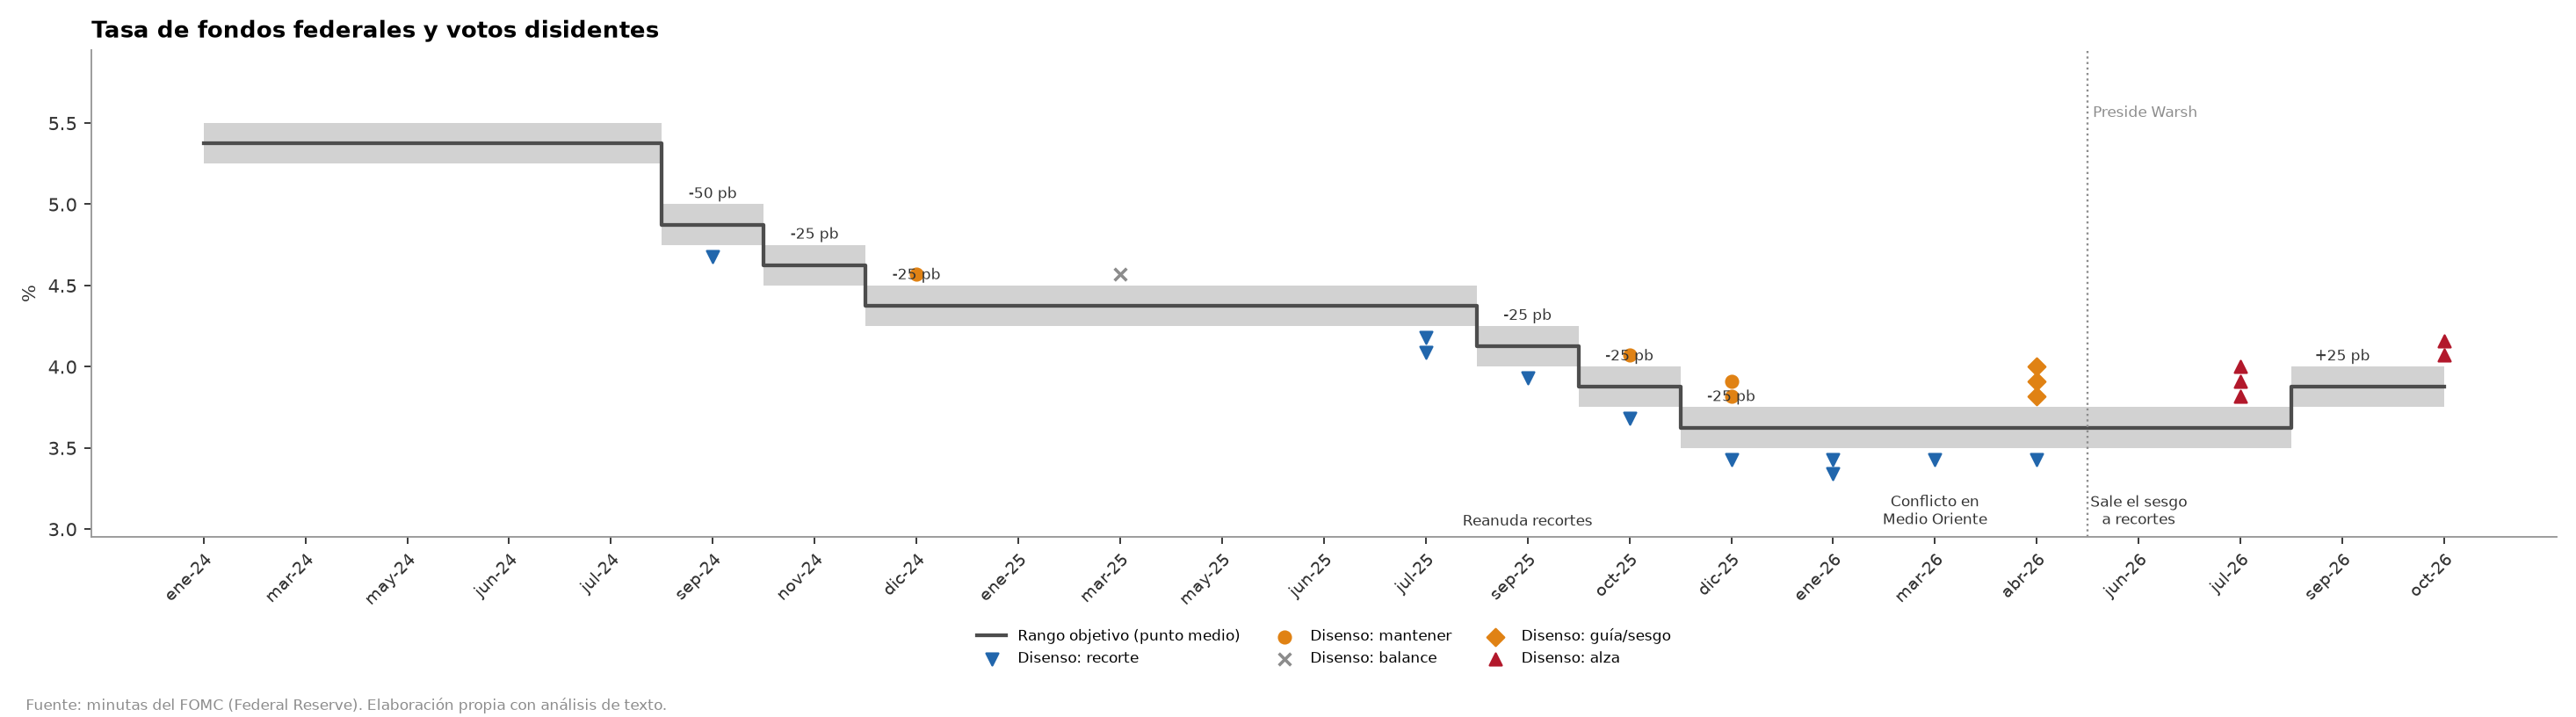 Tasa de fondos federales y votos disidentes
%
5.5
5.0
4.5
4.0
3.5
3.0
-50 pb
-25 pb
-25 pb
-25 pb
-25 pb
-25 pb
+25 pb
Preside Warsh
Reanuda recortes
Conflicto en
Medio Oriente
Sale el sesgo
a recortes
ene-24
mar-24
may-24
jun-24
jul-24
sep-24
nov-24
dic-24
ene-25
mar-25
may-25
jun-25
jul-25
sep-25
oct-25
dic-25
ene-26
mar-26
abr-26
jun-26
jul-26
sep-26
oct-26
Rango objetivo (punto medio)
Disenso: recorte
Disenso: mantener
Disenso: balance
Disenso: guía/sesgo
Disenso: alza
Fuente: minutas del FOMC (Federal Reserve). Elaboración propia con análisis de texto.